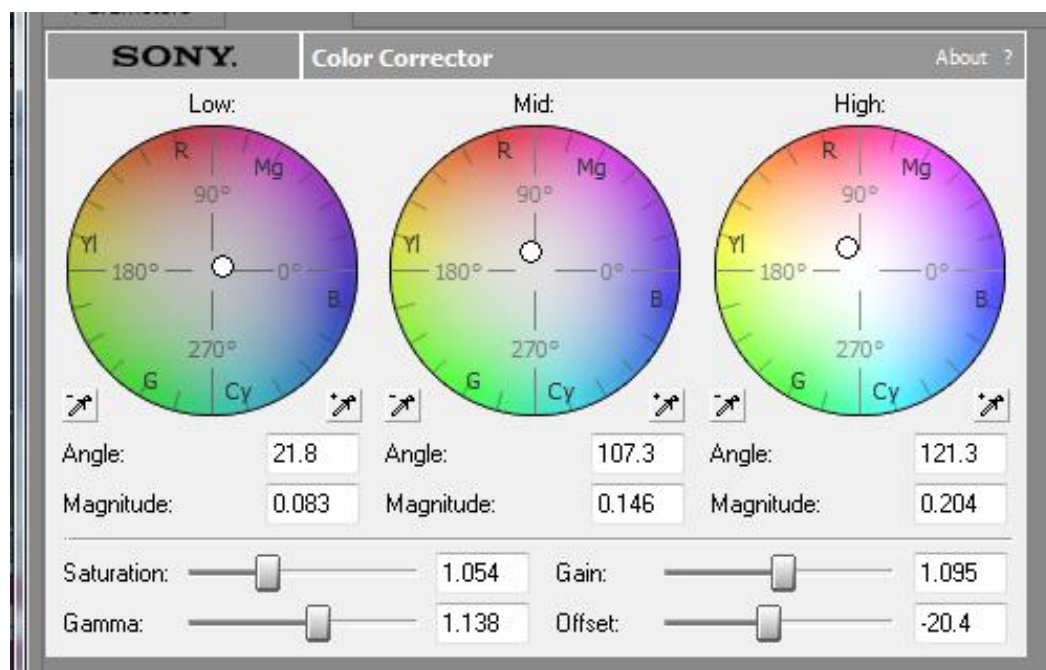 Parameters
SONY. Color Corrector About ?
Low: Mid: High:
R Mg R Mg R Mg
90° 90° 90°
Yl Yl Yl
180° 0° 180° 0° 180° 0°
B B B
270° 270° 270°
G Cy G Cy G Cy
Angle: 21.8 Angle: 107.3 Angle: 121.3
Magnitude: 0.083 Magnitude: 0.146 Magnitude: 0.204
Saturation: 1.054 Gain: 1.095
Gamma: 1.138 Offset: -20.4